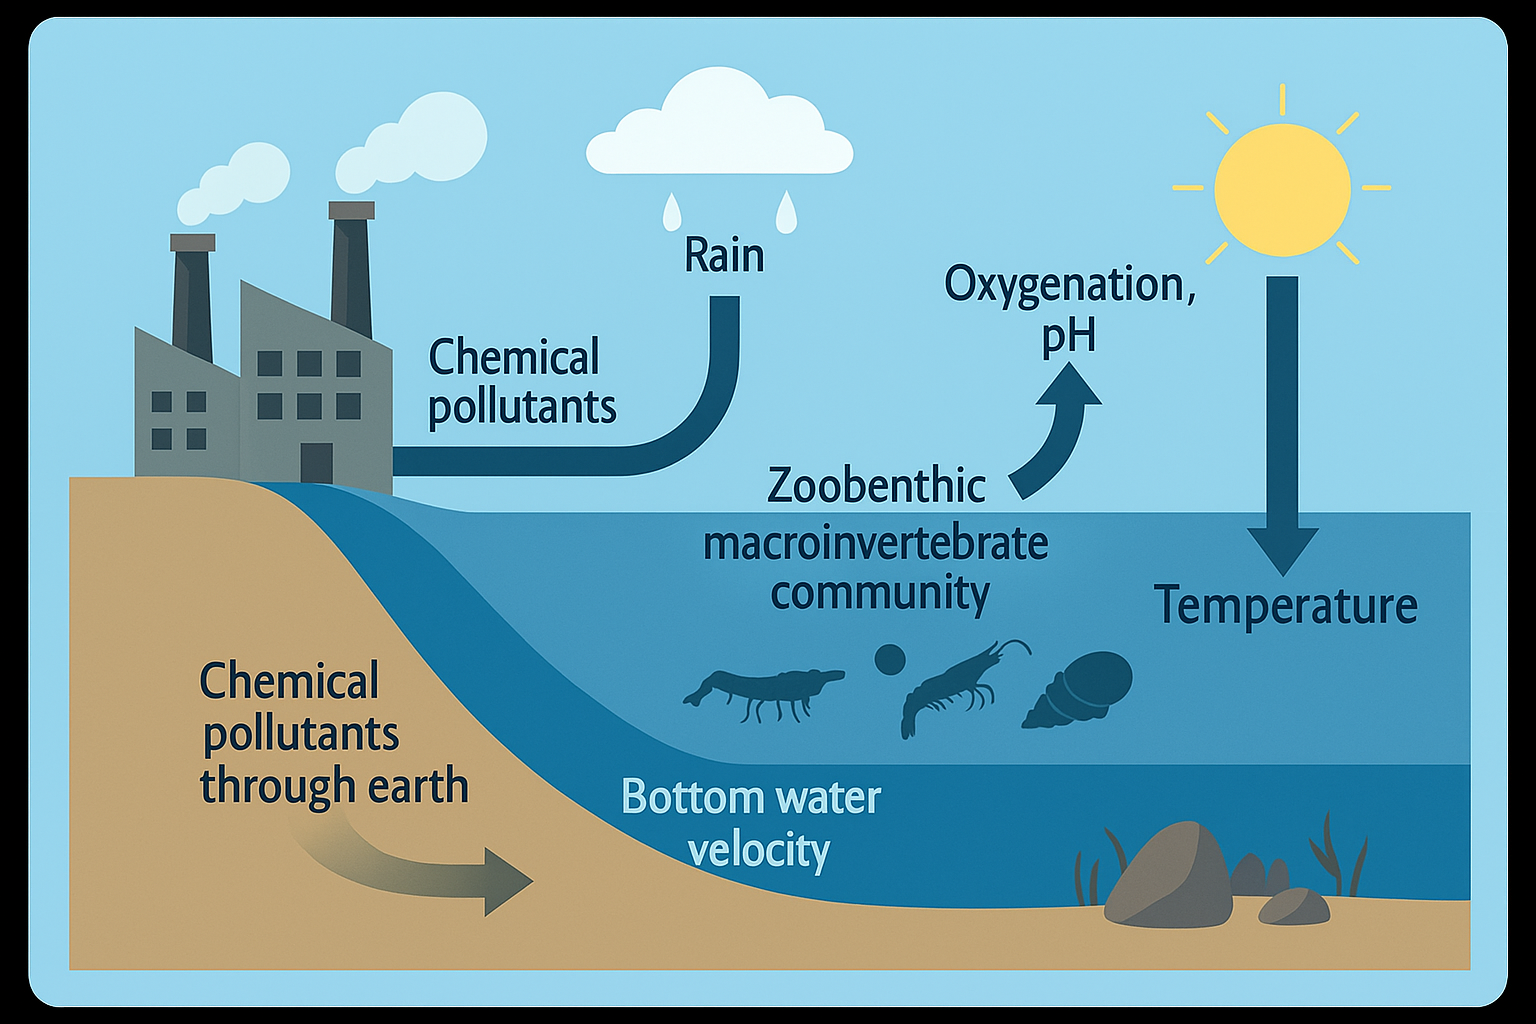 Rain
Chemical
pollutants
Oxygenation,
pH
Zoobenthic
macroinvertebrate
community
Temperature
Chemical
pollutants
through earth
Bottom water
velocity